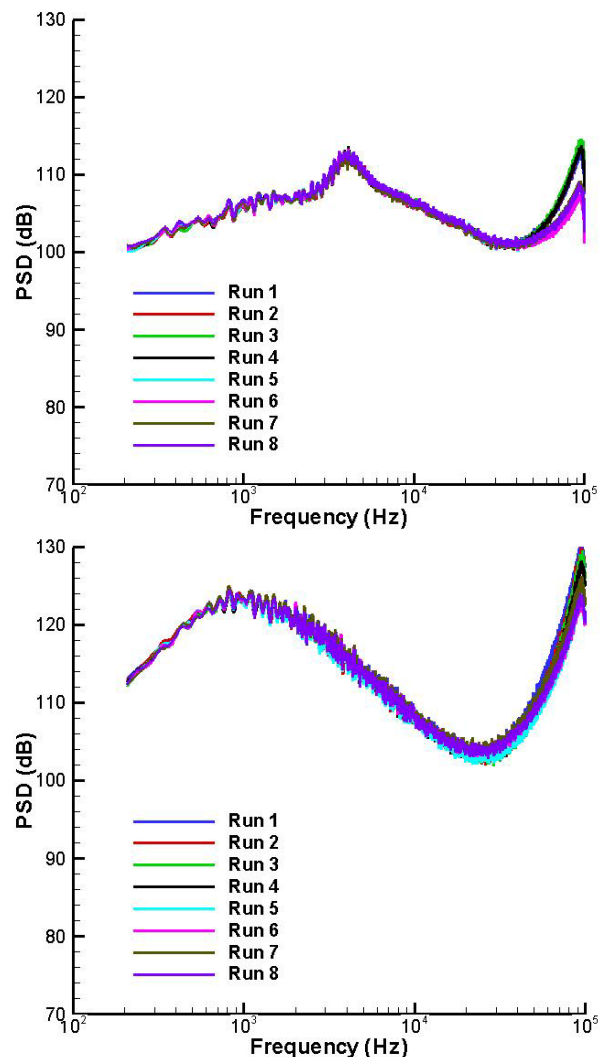 130
120
110
100
90
80
70
PSD (dB)
Run 1
Run 2
Run 3
Run 4
Run 5
Run 6
Run 7
Run 8
10² 10³ 10⁴ 10⁵
Frequency (Hz)
130
120
110
100
90
80
70
PSD (dB)
Run 1
Run 2
Run 3
Run 4
Run 5
Run 6
Run 7
Run 8
10² 10³ 10⁴ 10⁵
Frequency (Hz)